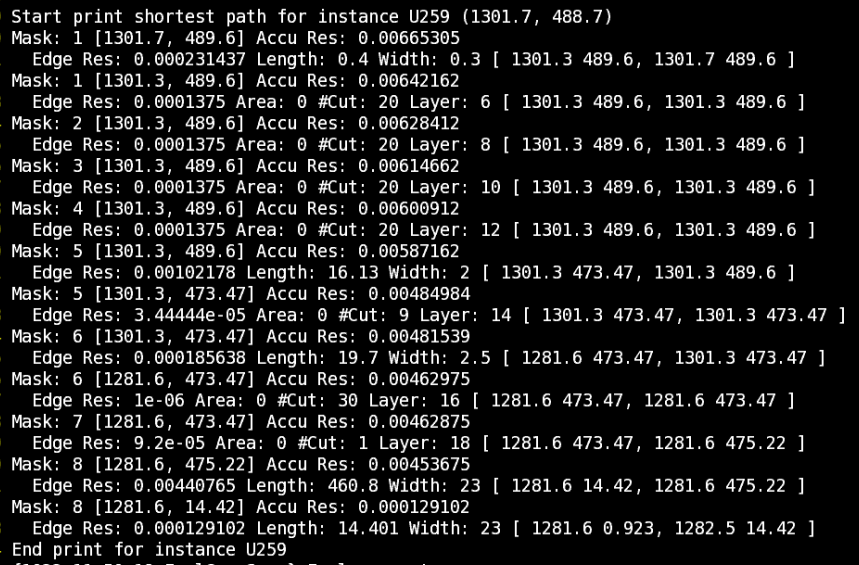 Start print shortest path for instance U259 (1301.7, 488.7)
Mask: 1 [1301.7, 489.6] Accu Res: 0.00665305
Edge Res: 0.000231437 Length: 0.4 Width: 0.3 [ 1301.3 489.6, 1301.7 489.6 ]
Mask: 1 [1301.3, 489.6] Accu Res: 0.00642162
Edge Res: 0.0001375 Area: 0 #Cut: 20 Layer: 6 [ 1301.3 489.6, 1301.3 489.6 ]
Mask: 2 [1301.3, 489.6] Accu Res: 0.00628412
Edge Res: 0.0001375 Area: 0 #Cut: 20 Layer: 8 [ 1301.3 489.6, 1301.3 489.6 ]
Mask: 3 [1301.3, 489.6] Accu Res: 0.00614662
Edge Res: 0.0001375 Area: 0 #Cut: 20 Layer: 10 [ 1301.3 489.6, 1301.3 489.6 ]
Mask: 4 [1301.3, 489.6] Accu Res: 0.00600912
Edge Res: 0.0001375 Area: 0 #Cut: 20 Layer: 12 [ 1301.3 489.6, 1301.3 489.6 ]
Mask: 5 [1301.3, 489.6] Accu Res: 0.00587162
Edge Res: 0.00102178 Length: 16.13 Width: 2 [ 1301.3 473.47, 1301.3 489.6 ]
Mask: 5 [1301.3, 473.47] Accu Res: 0.00484984
Edge Res: 3.44444e-05 Area: 0 #Cut: 9 Layer: 14 [ 1301.3 473.47, 1301.3 473.47 ]
Mask: 6 [1301.3, 473.47] Accu Res: 0.00481539
Edge Res: 0.000185638 Length: 19.7 Width: 2.5 [ 1281.6 473.47, 1301.3 473.47 ]
Mask: 6 [1281.6, 473.47] Accu Res: 0.00462975
Edge Res: 1e-06 Area: 0 #Cut: 30 Layer: 16 [ 1281.6 473.47, 1281.6 473.47 ]
Mask: 7 [1281.6, 473.47] Accu Res: 0.00462875
Edge Res: 9.2e-05 Area: 0 #Cut: 1 Layer: 18 [ 1281.6 473.47, 1281.6 475.22 ]
Mask: 8 [1281.6, 475.22] Accu Res: 0.00453675
Edge Res: 0.00440765 Length: 460.8 Width: 23 [ 1281.6 14.42, 1281.6 475.22 ]
Mask: 8 [1281.6, 14.42] Accu Res: 0.000129102
Edge Res: 0.000129102 Length: 14.401 Width: 23 [ 1281.6 0.923, 1282.5 14.42 ]
End print for instance U259